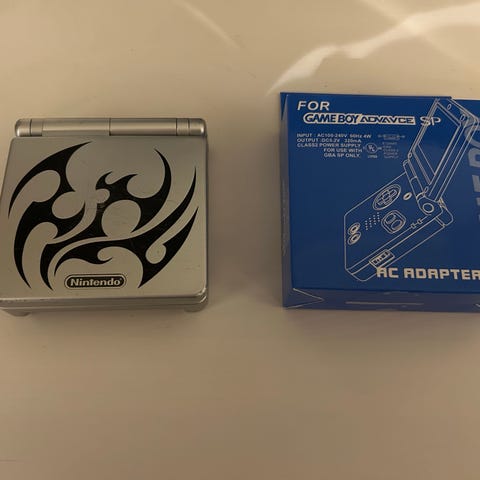 Nintendo
FOR
GAME BOY ADVANCE SP
INPUT : AC100-240V 60Hz 4W
OUTPUT :DC5.2V 320mA
CLASS2 POWER SUPPLY
FOR USE WITH
GBA SP ONLY.
AC ADAPTER